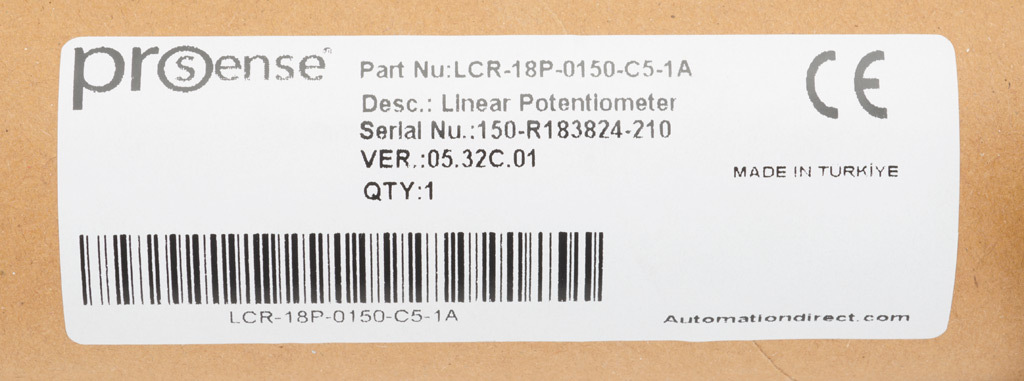 prosense®
Part Nu:LCR-18P-0150-C5-1A
Desc.: Linear Potentiometer
Serial Nu.:150-R183824-210
VER.:05.32C.01
QTY:1
CE
MADE IN TURKİYE
LCR-18P-0150-C5-1A
Automationdirect.com